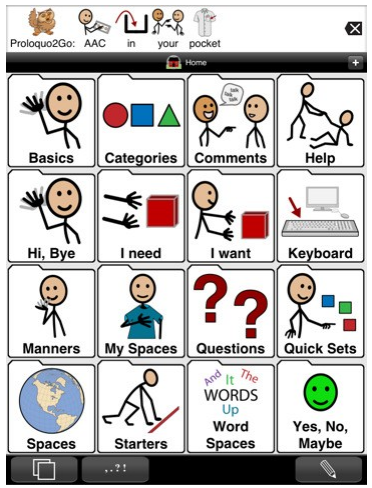 Proloquo2Go: AAC in your pocket
Home
+
Basics
Categories
Comments
Help
Hi, Bye
I need
I want
Keyboard
Manners
My Spaces
Questions
Quick Sets
And It The
WORDS
Up
Spaces
Starters
Word
Spaces
Yes, No,
Maybe
,.?!